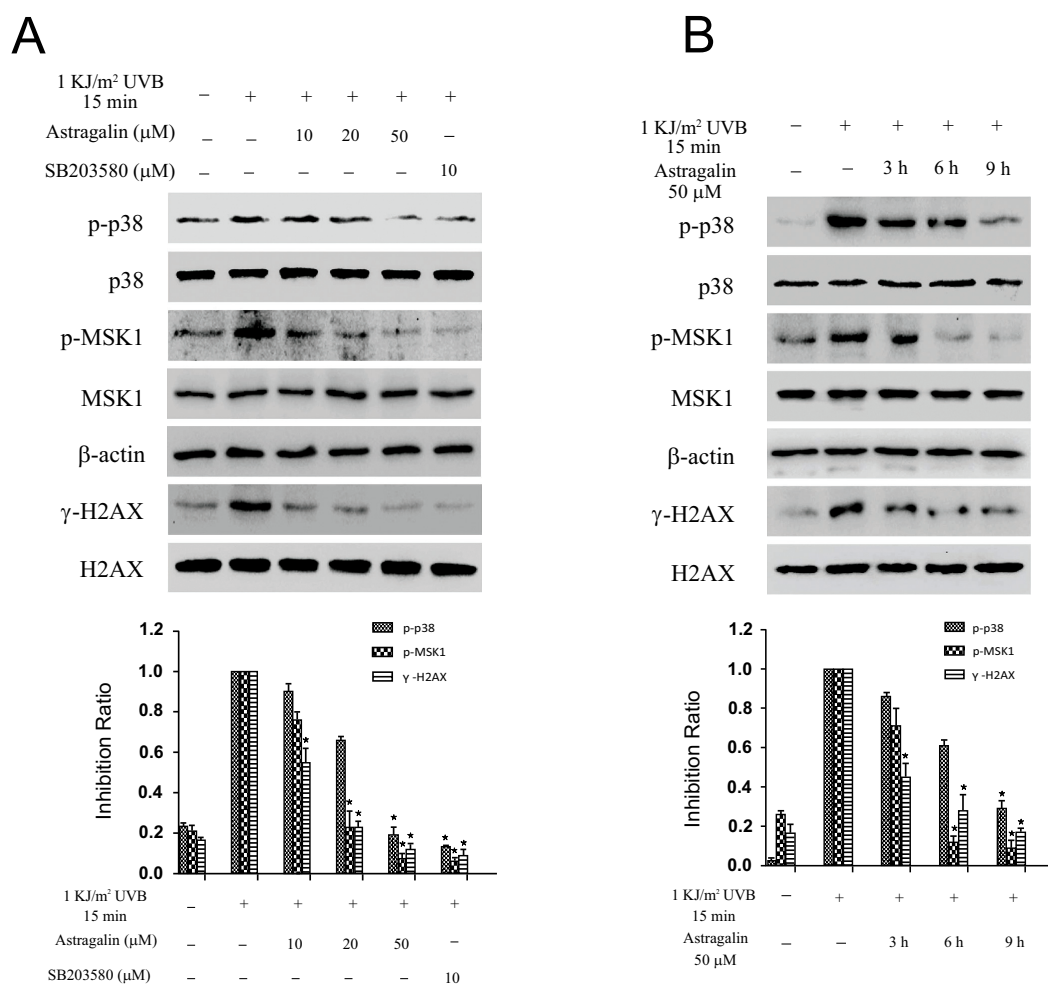 A
1 KJ/m² UVB
15 min
– + + + + +
Astragalin (μM)
– – 10 20 50 –
SB203580 (μM)
– – – – – 10
p-p38
p38
p-MSK1
MSK1
β-actin
γ-H2AX
H2AX
1.2
1.0
0.8
0.6
0.4
0.2
0.0
Inhibition Ratio
p-p38
p-MSK1
γ -H2AX
* * * * * * * * *
1 KJ/m² UVB
15 min
– + + + + +
Astragalin (μM)
– – 10 20 50 –
SB203580 (μM)
– – – – – 10
B
1 KJ/m² UVB
15 min
– + + + +
Astragalin
50 μM
– – 3 h 6 h 9 h
p-p38
p38
p-MSK1
MSK1
β-actin
γ-H2AX
H2AX
1.2
1.0
0.8
0.6
0.4
0.2
0.0
Inhibition Ratio
p-p38
p-MSK1
γ -H2AX
* * * * * *
1 KJ/m² UVB
15 min
– + + + +
Astragalin
50 μM
– – 3 h 6 h 9 h